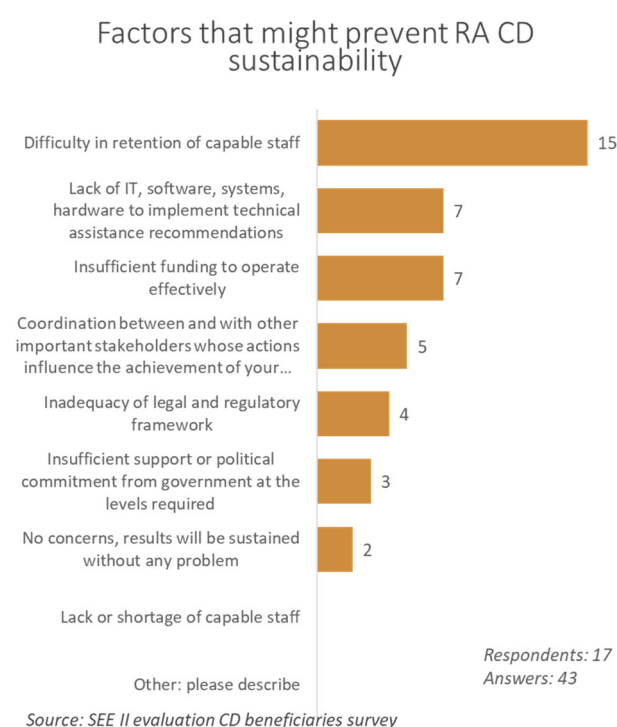 Factors that might prevent RA CD
sustainability
Difficulty in retention of capable staff
15
Lack of IT, software, systems,
hardware to implement technical
assistance recommendations
7
Insufficient funding to operate
effectively
7
Coordination between and with other
important stakeholders whose actions
influence the achievement of your...
5
Inadequacy of legal and regulatory
framework
4
Insufficient support or political
commitment from government at the
levels required
3
No concerns, results will be sustained
without any problem
2
Lack or shortage of capable staff
Other: please describe
Respondents: 17
Answers: 43
Source: SEE II evaluation CD beneficiaries survey